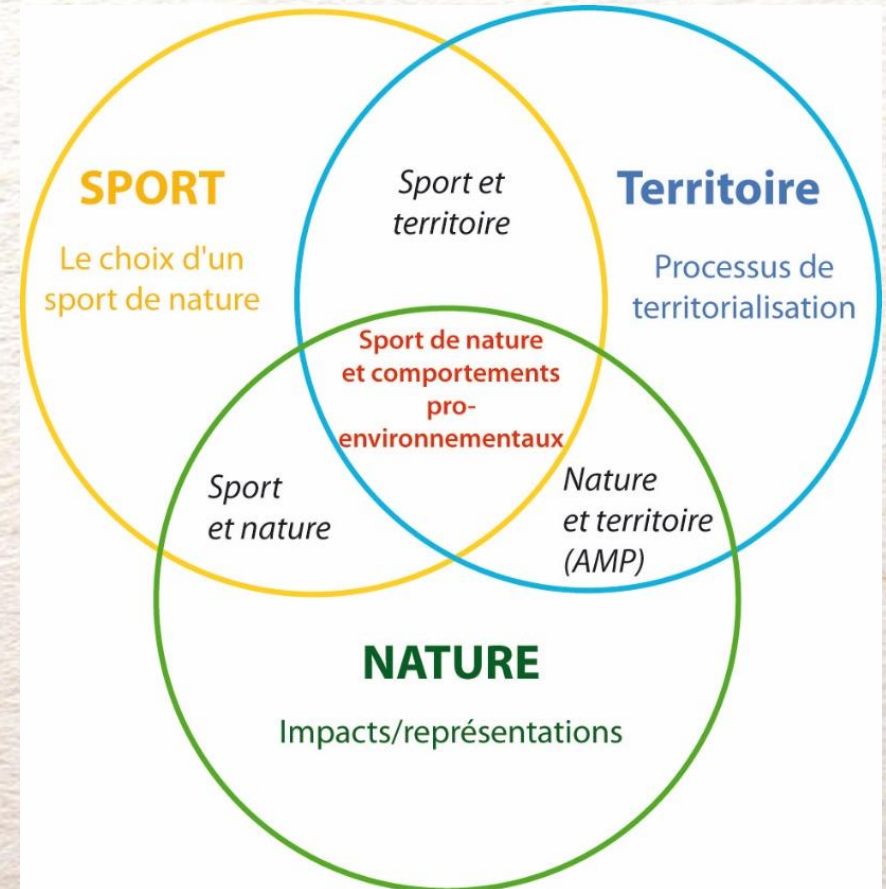 SPORT
Le choix d'un
sport de nature
Sport et
territoire
Territoire
Processus de
territorialisation
Sport de nature
et comportements
pro-
environnementaux
Sport
et nature
Nature
et territoire
(AMP)
NATURE
Impacts/représentations